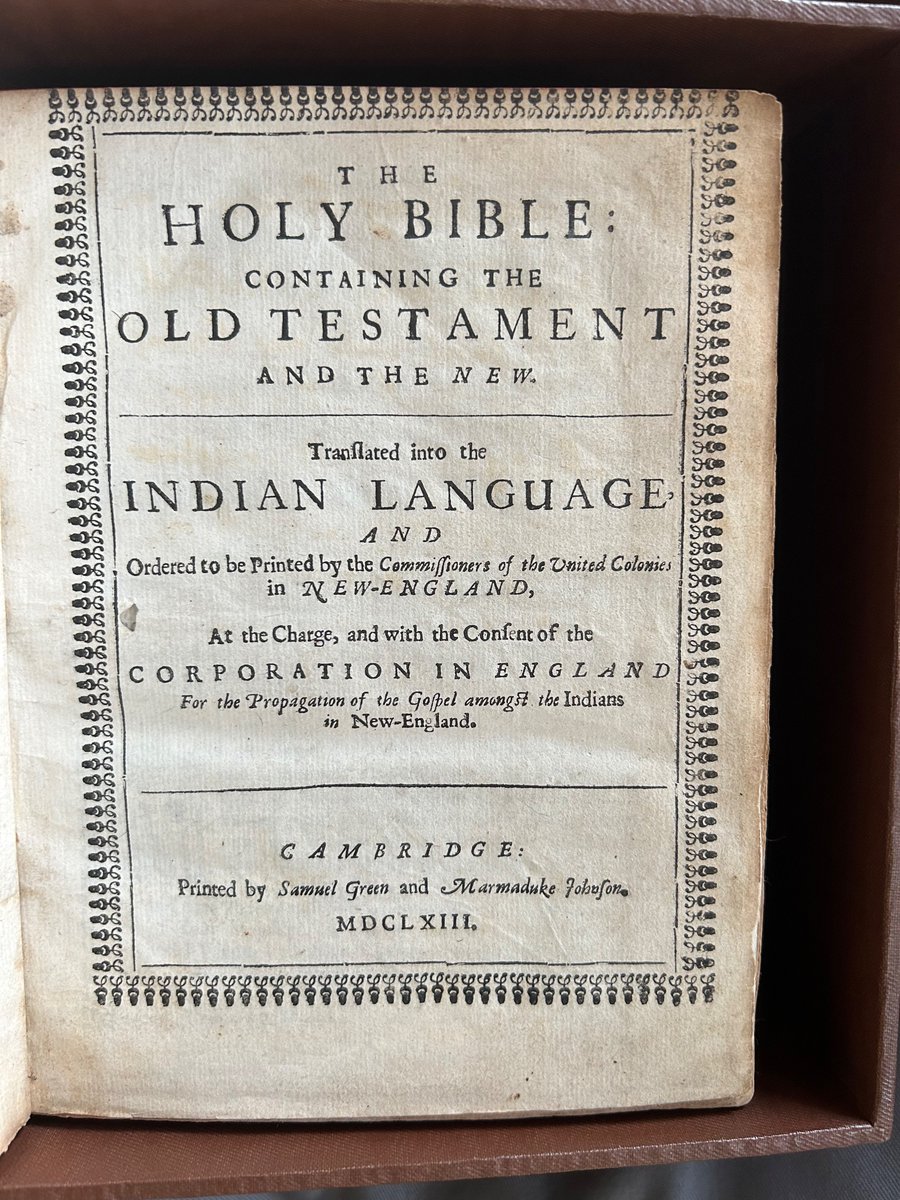 THE
HOLY BIBLE:
CONTAINING THE
OLD TESTAMENT
AND THE NEW.
Tranſlated into the
INDIAN LANGUAGE,
AND
Ordered to be Printed by the Commiſſioners of the United Colonies
in NEW-ENGLAND,
At the Charge, and with the Conſent of the
CORPORATION IN ENGLAND
For the Propagation of the Goſpel amongſt the Indians
in New-England.
CAMBRIDGE:
Printed by Samuel Green and Marmaduke Johnſon.
MDCLXIII.